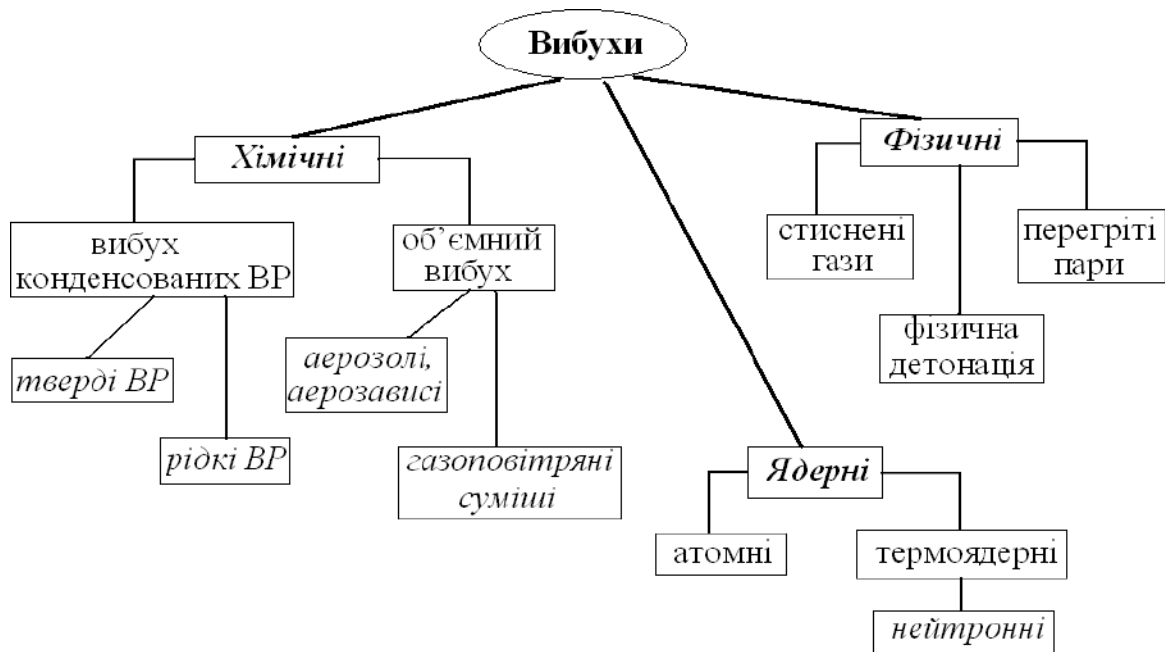 Вибухи
Хімічні
Фізичні
вибух
конденсованих ВР
об’ємний
вибух
стиснені
гази
перегріті
пари
фізична
детонація
тверді ВР
аерозолі,
аерозависі
рідкі ВР
газоповітряні
суміші
Ядерні
атомні
термоядерні
нейтронні